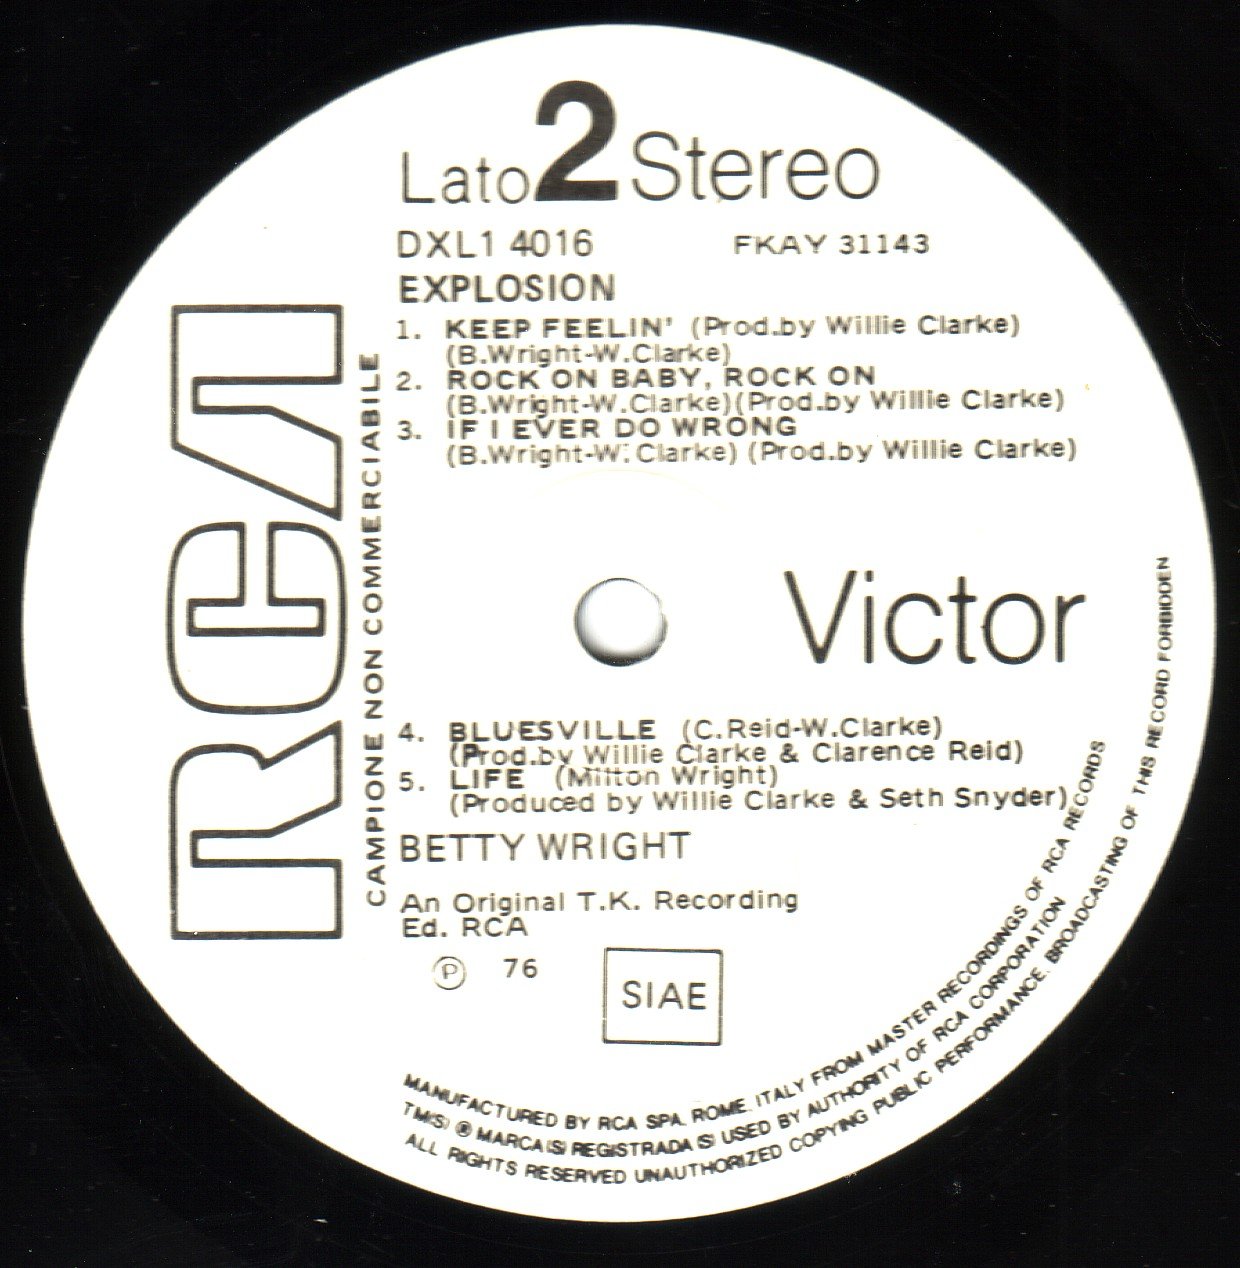 Lato 2 Stereo
DXL1 4016 FKAY 31143
EXPLOSION
1. KEEP FEELIN' (Prod.by Willie Clarke)
(B.Wright-W.Clarke)
2. ROCK ON BABY, ROCK ON
(B.Wright-W.Clarke)(Prod.by Willie Clarke)
3. IF I EVER DO WRONG
(B.Wright-W.Clarke) (Prod.by Willie Clarke)
RCA
CAMPIONE NON COMMERCIABILE
Victor
4. BLUESVILLE (C.Reid-W.Clarke)
(Prod.by Willie Clarke & Clarence Reid)
5. LIFE (Milton Wright)
(Produced by Willie Clarke & Seth Snyder)
BETTY WRIGHT
An Original T.K. Recording
Ed. RCA
℗ 76
SIAE
MANUFACTURED BY RCA SPA. ROME, ITALY FROM MASTER RECORDINGS OF RCA RECORDS
TM(S) ® MARCA(S) REGISTRADA(S) USED BY AUTHORITY OF RCA CORPORATION
ALL RIGHTS RESERVED UNAUTHORIZED COPYING PUBLIC PERFORMANCE, BROADCASTING OF THIS RECORD FORBIDDEN